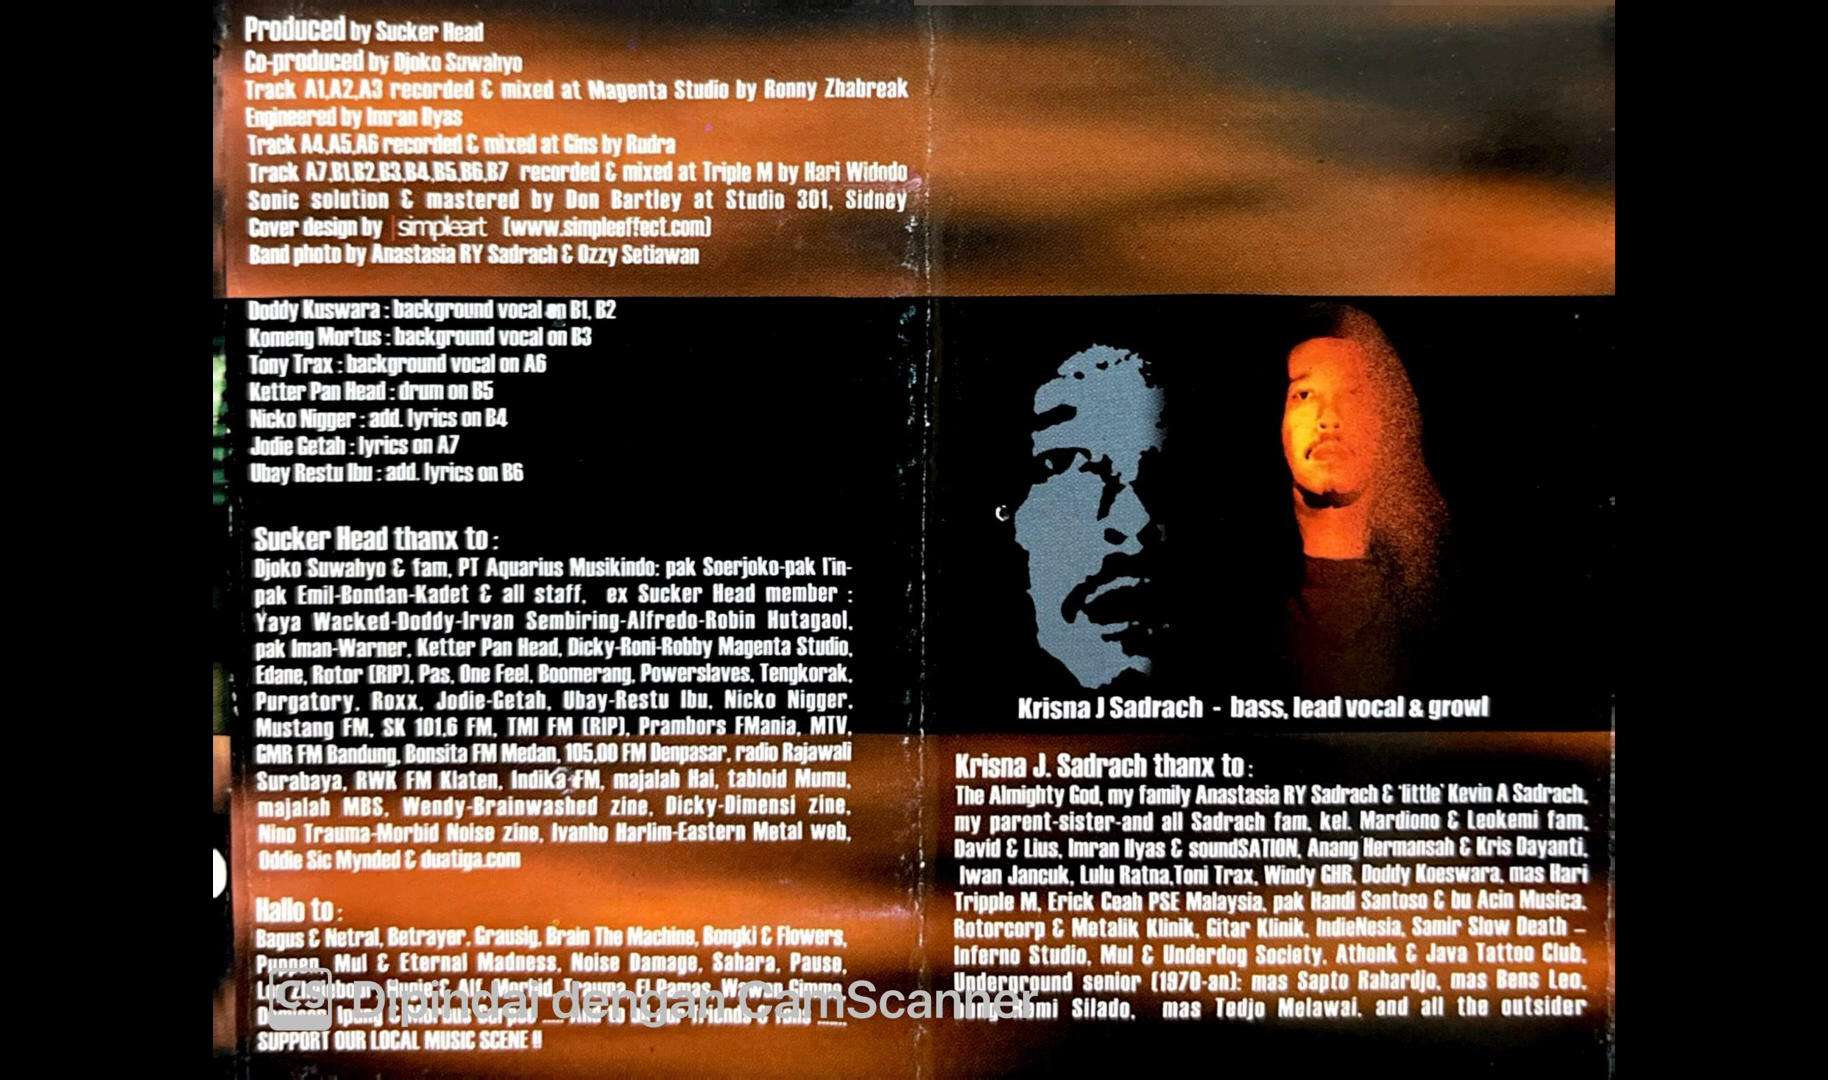 Produced by Sucker Head
Co-produced by Djoko Suwahyo
Track A1,A2,A3 recorded & mixed at Magenta Studio by Ronny Zhabreak
Engineered by Imran Ilyas
Track A4,A5,A6 recorded & mixed at Gins by Rudra
Track A7,B1,B2,B3,B4,B5,B6,B7 recorded & mixed at Triple M by Hari Widodo
Sonic solution & mastered by Don Bartley at Studio 301, Sidney
Cover design by simpleart (www.simpleeffect.com)
Band photo by Anastasia RY Sadrach & Ozzy Setiawan
Doddy Kuswara : background vocal on B1, B2
Komeng Mortus : background vocal on B3
Tony Trax : background vocal on A6
Ketter Pan Head : drum on B5
Nicko Nigger : add. lyrics on B4
Jodie Getah : lyrics on A7
Ubay Restu Ibu : add. lyrics on B6
Sucker Head thanx to :
Djoko Suwahyo & fam, PT Aquarius Musikindo: pak Soerjoko-pak I'in-
pak Emil-Bondan-Kadet & all staff, ex Sucker Head member :
Yaya Wacked-Doddy-Irvan Sembiring-Alfredo-Robin Hutagaol,
pak Iman-Warner, Ketter Pan Head, Dicky-Roni-Robby Magenta Studio,
Edane, Rotor (RIP), Pas, One Feel, Boomerang, Powerslaves, Tengkorak,
Purgatory, Roxx, Jodie-Getah, Ubay-Restu Ibu, Nicko Nigger,
Mustang FM, SK 101,6 FM, TMI FM (RIP), Prambors FMania, MTV,
GMR FM Bandung, Bonsita FM Medan, 105,00 FM Denpasar, radio Rajawali
Surabaya, RWK FM Klaten, Indika FM, majalah Hai, tabloid Mumu,
majalah MBS, Wendy-Brainwashed zine, Dicky-Dimensi zine,
Nino Trauma-Morbid Noise zine, Ivanho Harlim-Eastern Metal web,
Oddie Sic Mynded & duatiga.com
Hallo to :
Bagus & Netral, Betrayer, Grausig, Brain The Machine, Bongki & Flowers,
Puppen, Mul & Eternal Madness, Noise Damage, Sahara, Pause,
& Alf, Morbid Trauma, El Pamas, Wawan Gimme,
friends &
SUPPORT OUR LOCAL MUSIC SCENE !!
Krisna J Sadrach - bass, lead vocal & growl
Krisna J. Sadrach thanx to :
The Almighty God, my family Anastasia RY Sadrach & 'little' Kevin A Sadrach,
my parent-sister-and all Sadrach fam, kel. Mardiono & Leokemi fam,
David & Lius, Imran Ilyas & soundSATION, Anang Hermansah & Kris Dayanti,
Iwan Jancuk, Lulu Ratna,Toni Trax, Windy GHR, Doddy Koeswara, mas Hari
Tripple M, Erick Coah PSE Malaysia, pak Handi Santoso & bu Acin Musica,
Rotorcorp & Metalik Klinik, Gitar Klinik, IndieNesia, Samir Slow Death –
Inferno Studio, Mul & Underdog Society, Athonk & Java Tattoo Club,
Underground senior (1970-an): mas Sapto Rahardjo, mas Bens Leo,
Silado, mas Tedjo Melawai, and all the outsider
CS Dipindai dengan CamScanner